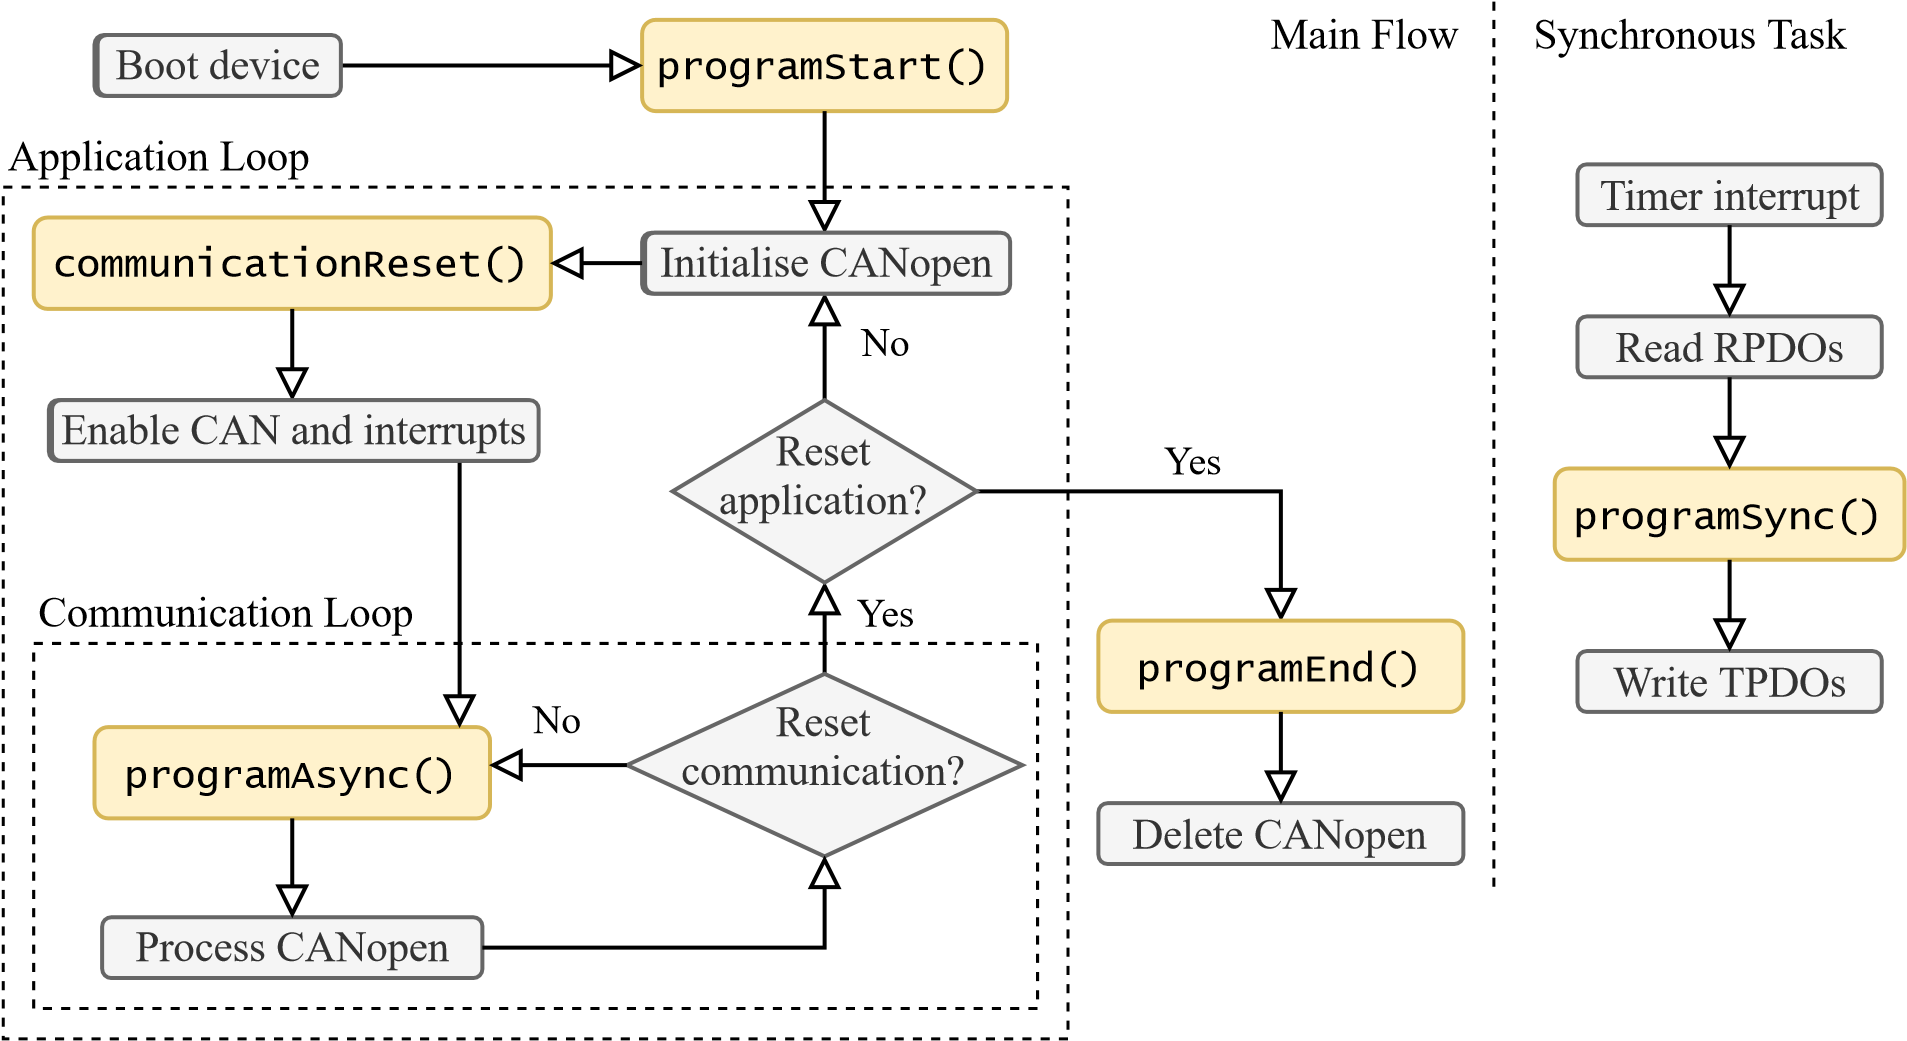 Boot device
programStart()
Main Flow
Synchronous Task
Application Loop
communicationReset()
Initialise CANopen
No
Enable CAN and interrupts
Reset
application?
Yes
Communication Loop
Yes
programAsync()
No
Reset
communication?
Process CANopen
programEnd()
Delete CANopen
Timer interrupt
Read RPDOs
programSync()
Write TPDOs